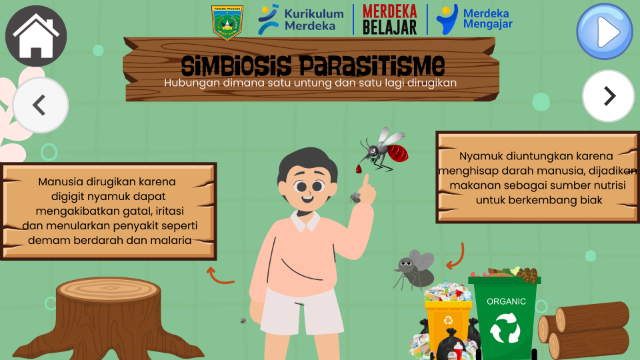 Kurikulum
Merdeka
MERDEKA
BELAJAR
Merdeka
Mengajar
SIMBIOSIS PARASITISME
Hubungan dimana satu untung dan satu lagi dirugikan
Manusia dirugikan karena
digigit nyamuk dapat
mengakibatkan gatal, iritasi
dan menularkan penyakit seperti
demam berdarah dan malaria
Nyamuk diuntungkan karena
menghisap darah manusia, dijadikan
makanan sebagai sumber nutrisi
untuk berkembang biak
ORGANIC